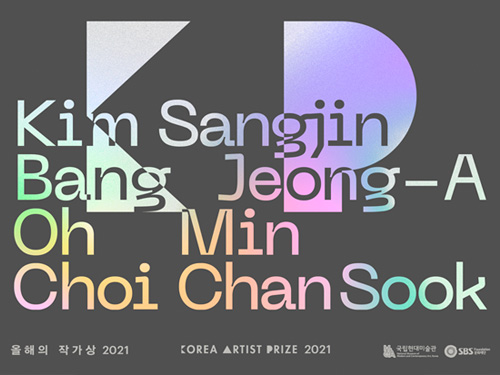 Kim Sangjin
Bang Jeong-A
Oh Min
Choi Chan Sook
올해의 작가상 2021
KOREA ARTIST PRIZE 2021
국립현대미술관
SBS Foundation
문화재단